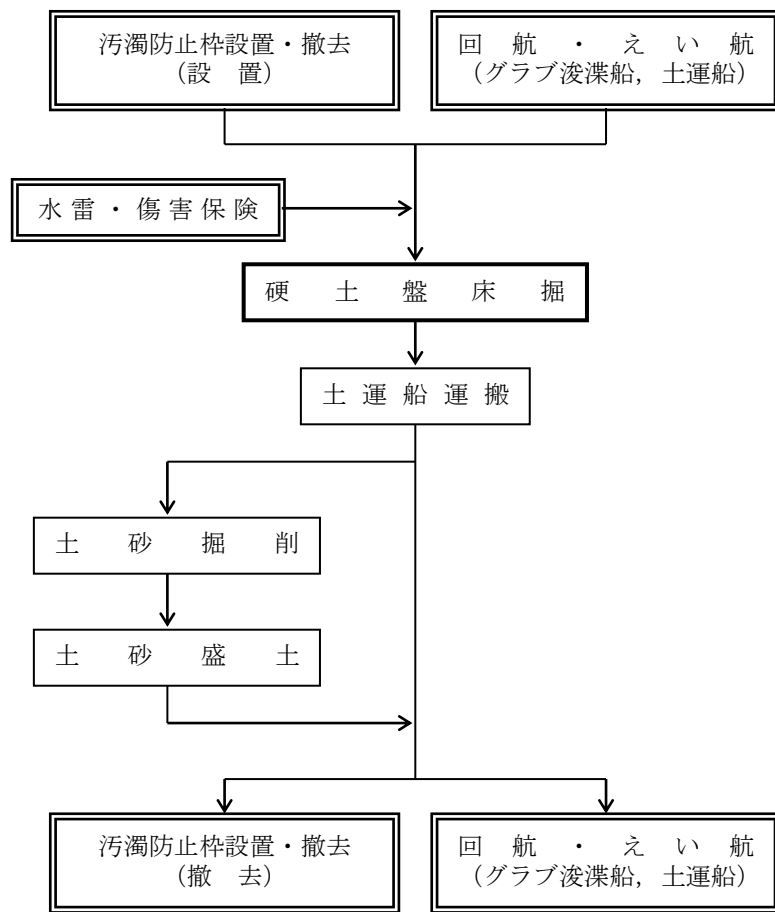 汚濁防止枠設置・撤去
(設　置)
回　航　・　え　い　航
(グラブ浚渫船, 土運船)
水 雷 ・ 傷 害 保 険
硬　土　盤　床　掘
土 運 船 運 搬
土　砂　掘　削
土　砂　盛　土
汚濁防止枠設置・撤去
(撤　去)
回　航　・　え　い　航
(グラブ浚渫船, 土運船)